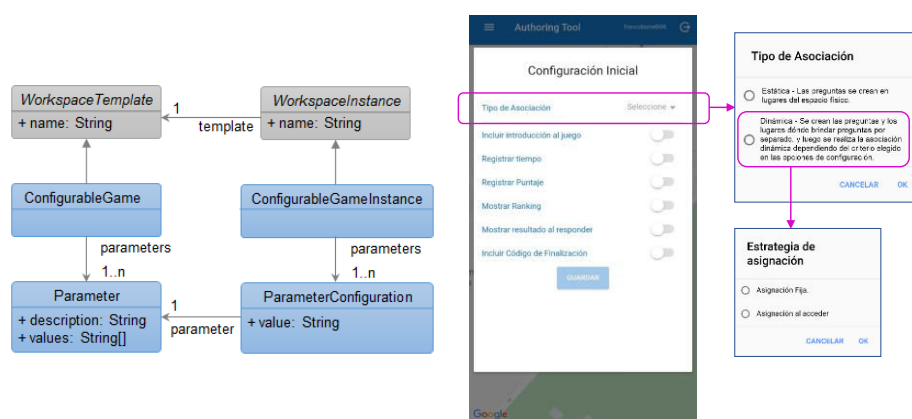 WorkspaceTemplate
+ name: String
1
template
WorkspaceInstance
+ name: String
ConfigurableGame
ConfigurableGameInstance
parameters
1..n
parameters
1..n
Parameter
+ description: String
+ values: String[]
1
parameter
ParameterConfiguration
+ value: String
Authoring Tool
Configuración Inicial
Tipo de Asociación
Seleccione
Incluir introducción al juego
Registrar tiempo
Registrar Puntaje
Mostrar Ranking
Mostrar resultado al responder
Incluir Código de Finalización
GUARDAR
Google
Tipo de Asociación
Estática - Las preguntas se crean en
lugares del espacio físico.
Dinámica - Se crean las preguntas y los
lugares dónde brindar preguntas por
separado, y luego se realiza la asociación
dinámica dependiendo del criterio elegido
en las opciones de configuración.
CANCELAR
OK
Estrategia de
asignación
Asignación Fija.
Asignación al acceder
CANCELAR
OK